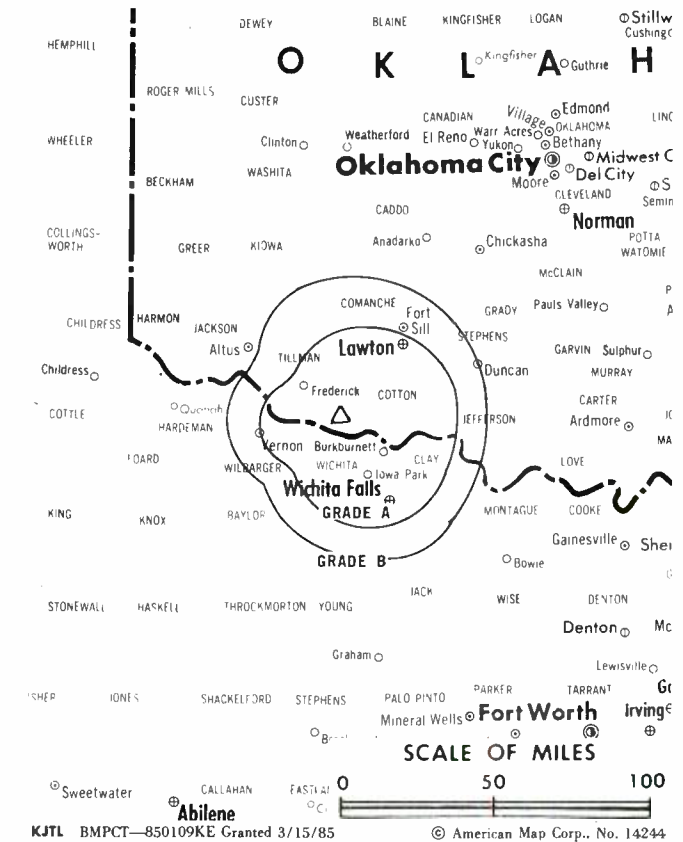 DEWEY BLAINE KINGFISHER LOGAN Stillw
Cushing
HEMPHILL
O K L A H
Kingfisher Guthrie
ROGER MILLS
CUSTER
CANADIAN Village Edmond
OKLAHOMA LINC
WHEELER
Clinton Weatherford El Reno Warr Acres
Yukon Bethany
Oklahoma City Midwest C
WASHITA
BECKHAM Moore Del City
CLEVELAND S
Semin
CADDO
Norman
COLLINGS-
WORTH
GREER KIOWA Anadarko Chickasha
POTTA
WATOMIE
McCLAIN
COMANCHE Fort
Sill
GRADY Pauls Valley P
A
CHILDRESS HARMON JACKSON
STEPHENS
Altus TILLMAN Lawton GARVIN Sulphur
Childress Duncan MURRAY
Frederick COTTON
CARTER
COTTLE Quanah
HARDEMAN
JEFFERSON Ardmore
MA
Vernon Burkburnett
FOARD WILBARGER WICHITA CLAY LOVE
Iowa Park
Wichita Falls
KING KNOX BAYLOR GRADE A MONTAGUE COOKE
Gainesville Sher
GRADE B
Bowie
JACK
STONEWALL HASKELL THROCKMORTON YOUNG WISE DENTON
Denton Mc
Graham
Lewisville
SHER JONES SHACKELFORD STEPHENS PALO PINTO PARKER TARRANT
Mineral Wells Fort Worth Irving
SCALE OF MILES
0 50 100
Sweetwater CALLAHAN
Abilene
KJTL BMPCT—850109KE Granted 3/15/85 © American Map Corp., No. 14244